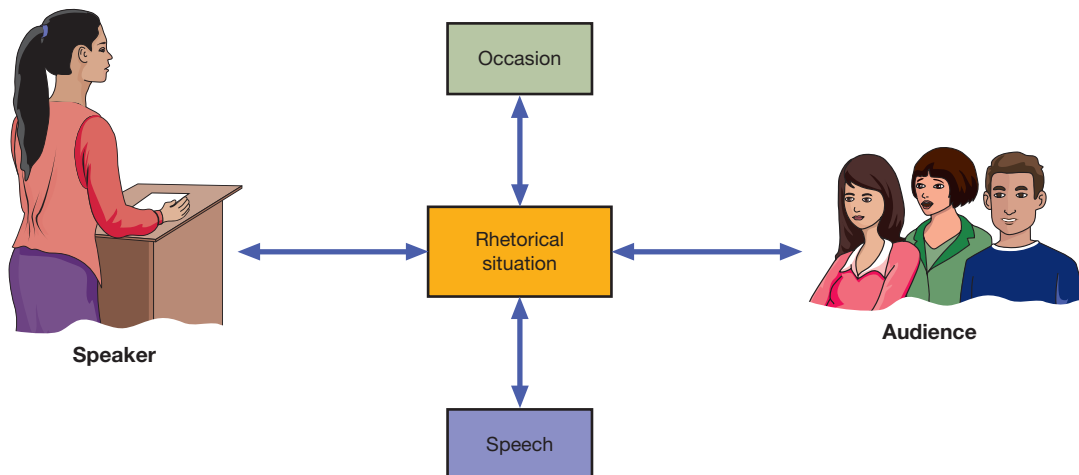 Occasion
Rhetorical
situation
Speaker
Audience
Speech